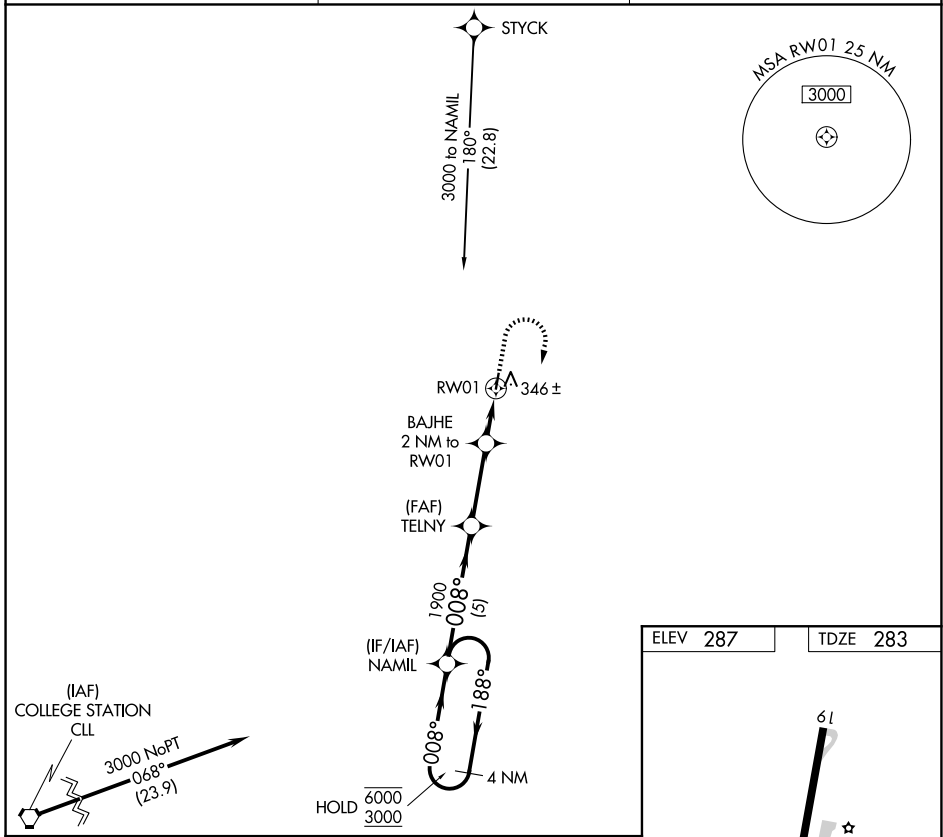 STYCK
3000 to NAMIL
180°
(22.8)
MSA RW01 25 NM
3000
RW01
346 ±
BAJHE
2 NM to
RW01
(FAF)
TELNY
1900
008°
(5)
(IF/IAF)
NAMIL
188°
008°
4 NM
HOLD
6000
3000
(IAF)
COLLEGE STATION
CLL
3000 NoPT
068°
(23.9)
ELEV 287
TDZE 283
19